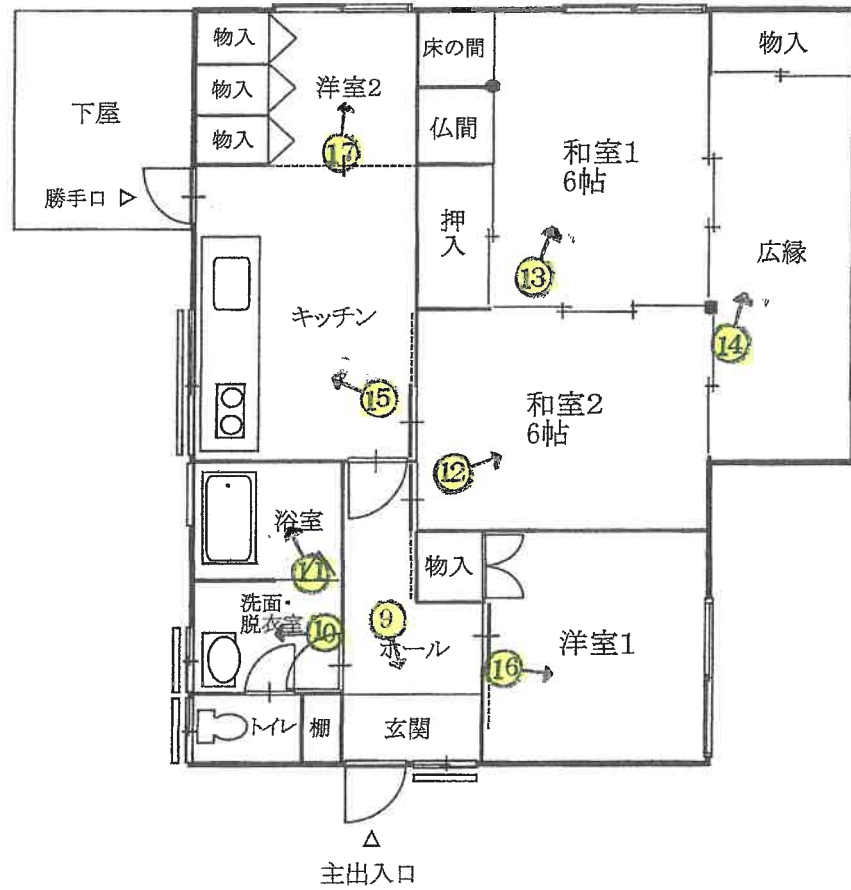 物入
物入
物入
下屋
勝手口 ▷
洋室2
17
床の間
仏間
押入
和室1
6帖
13
物入
広縁
14
キッチン
15
和室2
6帖
12
浴室
11
洗面・
脱衣室
10
9
ホール
物入
洋室1
16
トイレ
棚
玄関
△
主出入口